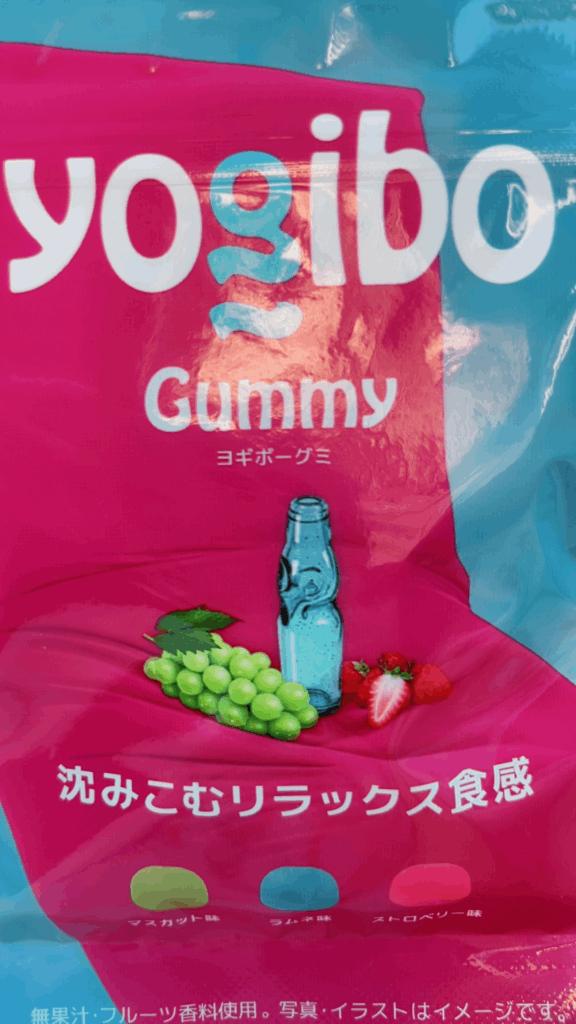 yogibo
Gummy
ヨギボーグミ
沈みこむリラックス食感
マスカット味 ラムネ味 ストロベリー味
無果汁・フルーツ香料使用。写真・イラストはイメージです。